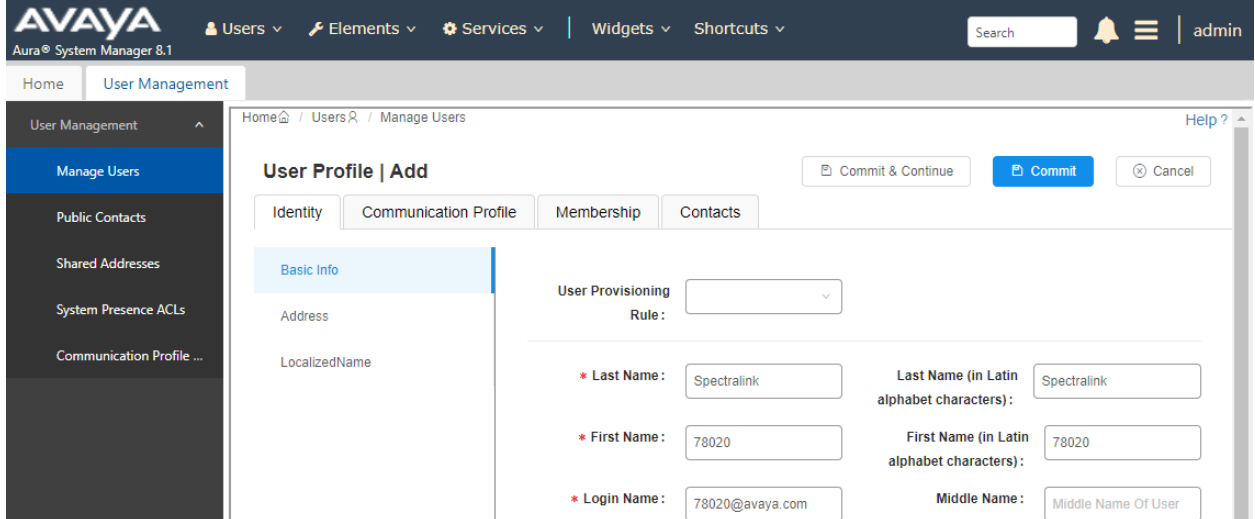 AVAYA
Aura® System Manager 8.1
Users
Elements
Services
Widgets
Shortcuts
Search
admin
Home
User Management
User Management
Manage Users
Public Contacts
Shared Addresses
System Presence ACLs
Communication Profile ...
Home / Users / Manage Users
Help ?
User Profile | Add
Commit & Continue
Commit
Cancel
Identity
Communication Profile
Membership
Contacts
Basic Info
Address
LocalizedName
User Provisioning
Rule :
* Last Name :
Spectralink
Last Name (in Latin
alphabet characters) :
Spectralink
* First Name :
78020
First Name (in Latin
alphabet characters) :
78020
* Login Name :
78020@avaya.com
Middle Name :
Middle Name Of User